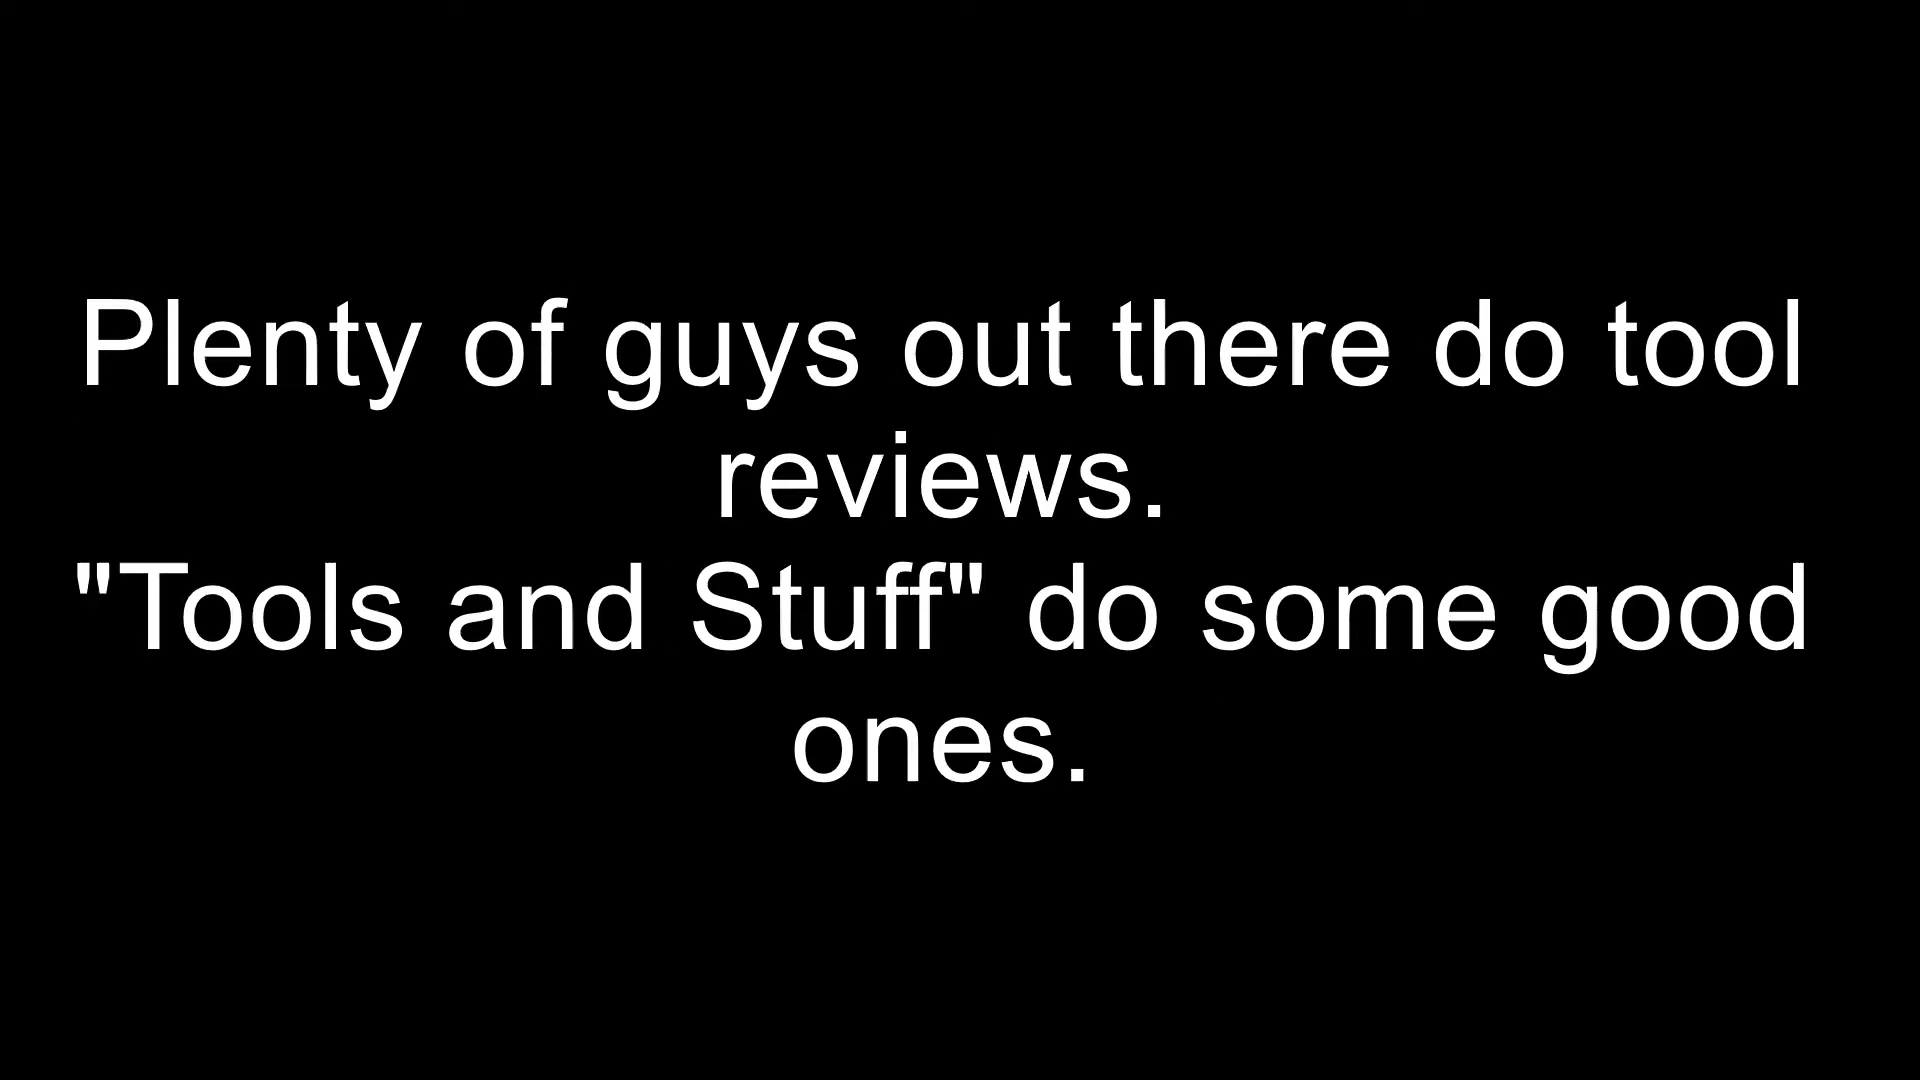 Plenty of guys out there do tool
reviews.
"Tools and Stuff" do some good
ones.